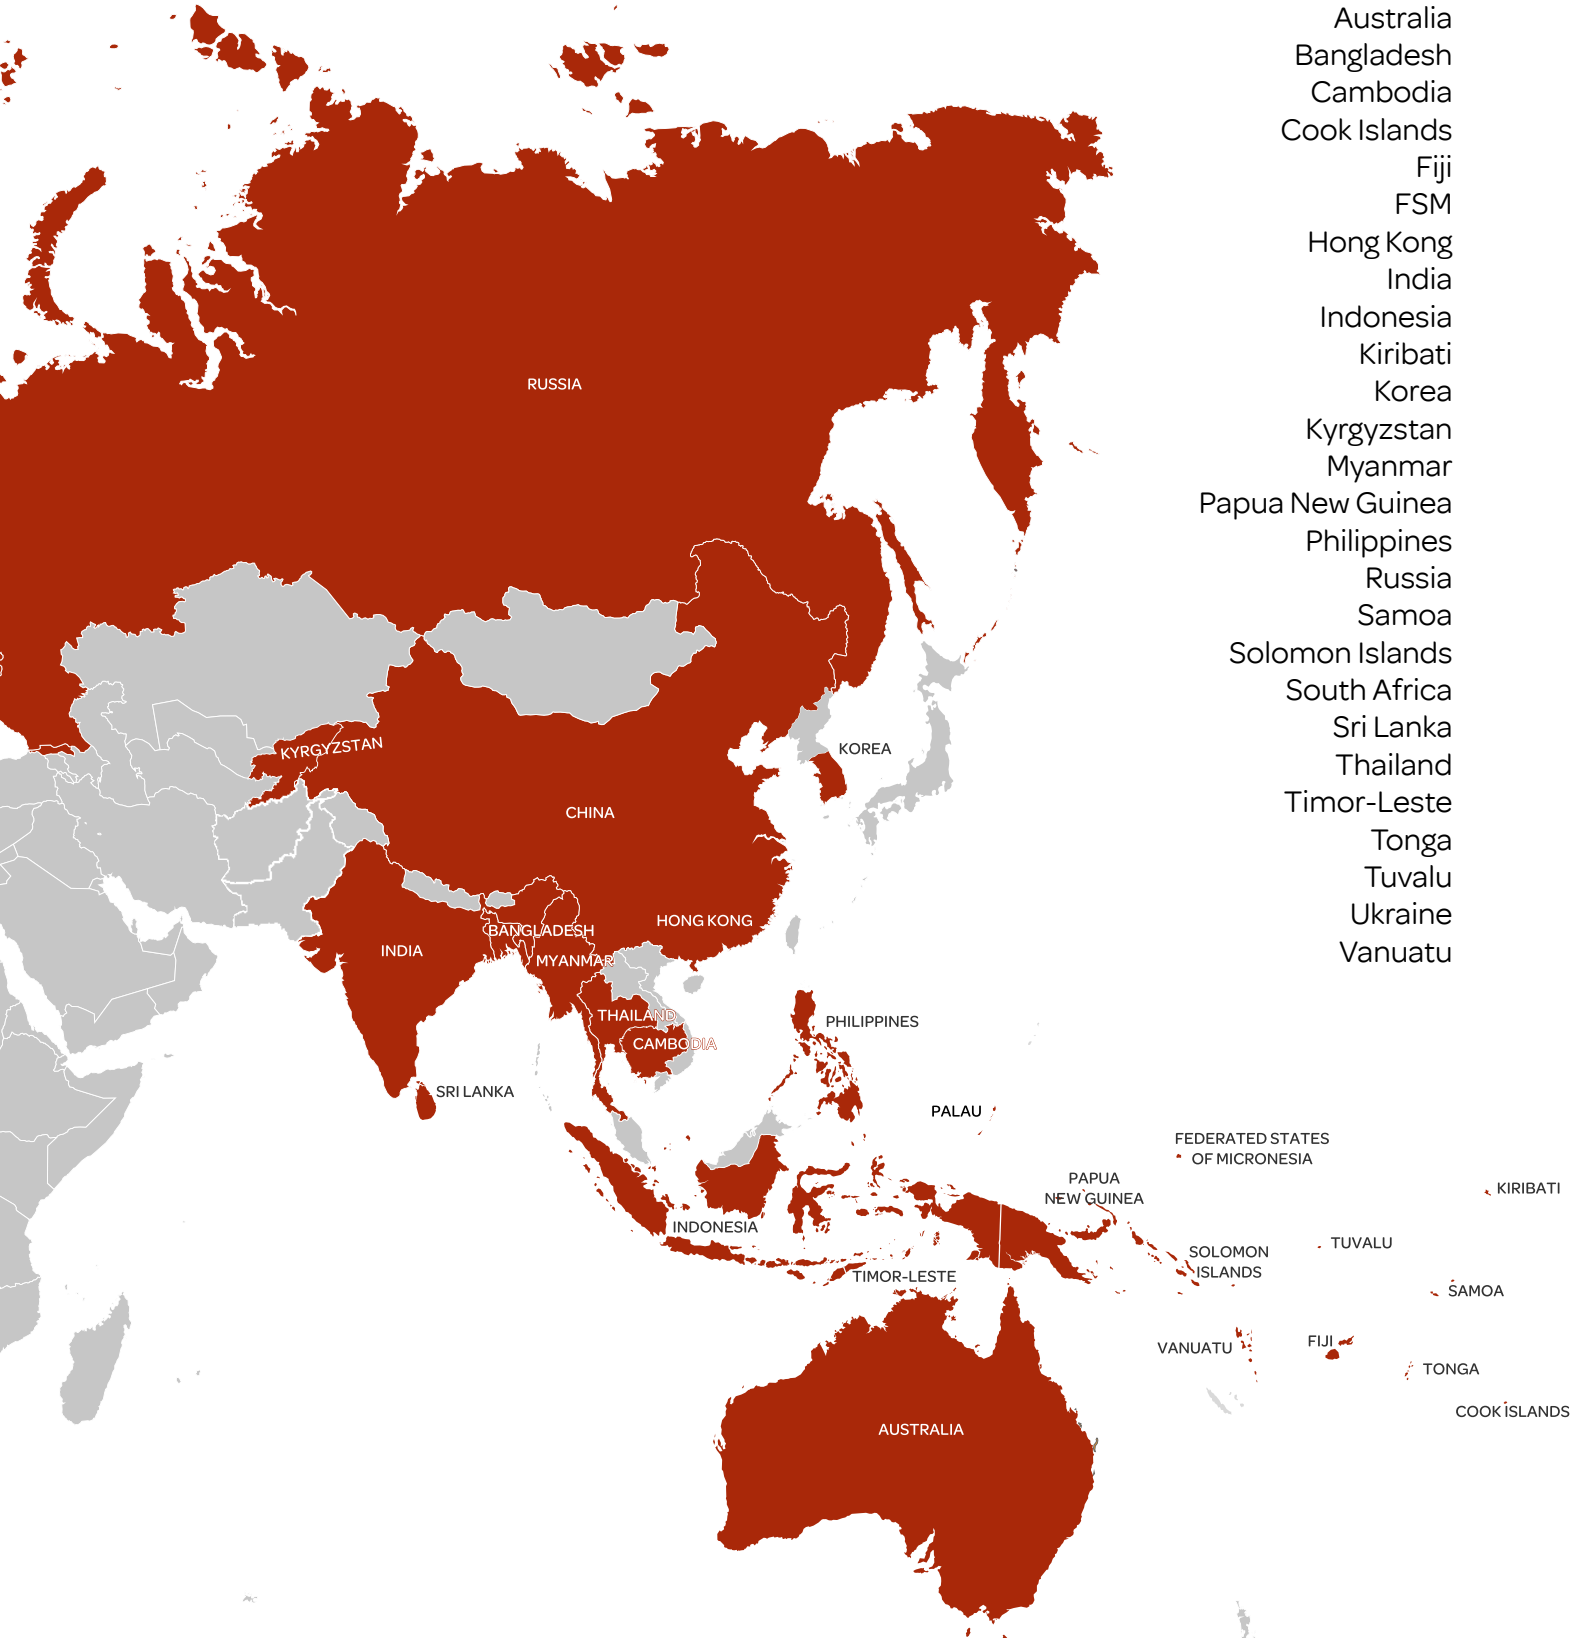 Australia
Bangladesh
Cambodia
Cook Islands
Fiji
FSM
Hong Kong
India
Indonesia
Kiribati
Korea
Kyrgyzstan
Myanmar
Papua New Guinea
Philippines
Russia
Samoa
Solomon Islands
South Africa
Sri Lanka
Thailand
Timor-Leste
Tonga
Tuvalu
Ukraine
Vanuatu
RUSSIA
KYRGYZSTAN
KOREA
CHINA
HONG KONG
BANGLADESH
INDIA
MYANMAR
THAILAND
PHILIPPINES
CAMBODIA
SRI LANKA
PALAU
FEDERATED STATES
OF MICRONESIA
PAPUA
NEW GUINEA
KIRIBATI
INDONESIA
TUVALU
SOLOMON
ISLANDS
TIMOR-LESTE
SAMOA
VANUATU
FIJI
TONGA
COOK ISLANDS
AUSTRALIA